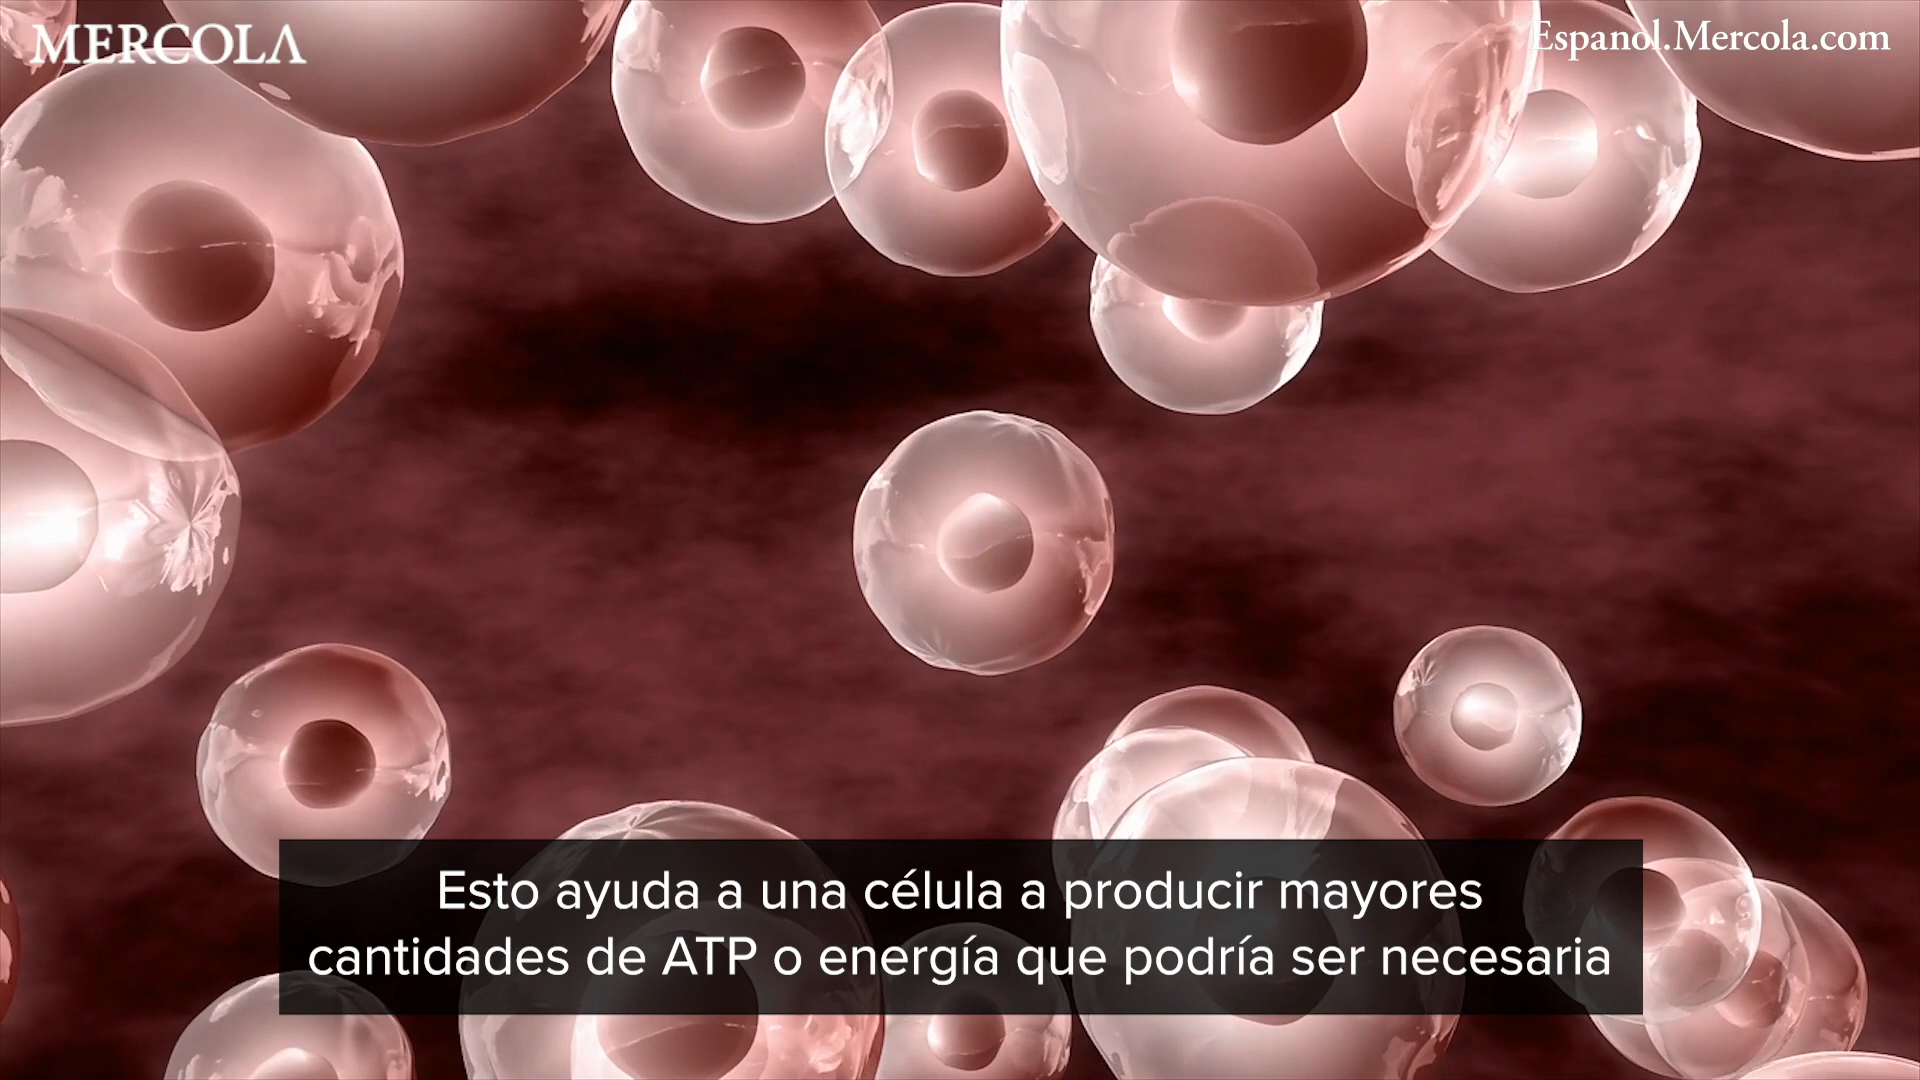 MERCOLA
Espanol.Mercola.com
Esto ayuda a una célula a producir mayores
cantidades de ATP o energía que podría ser necesaria